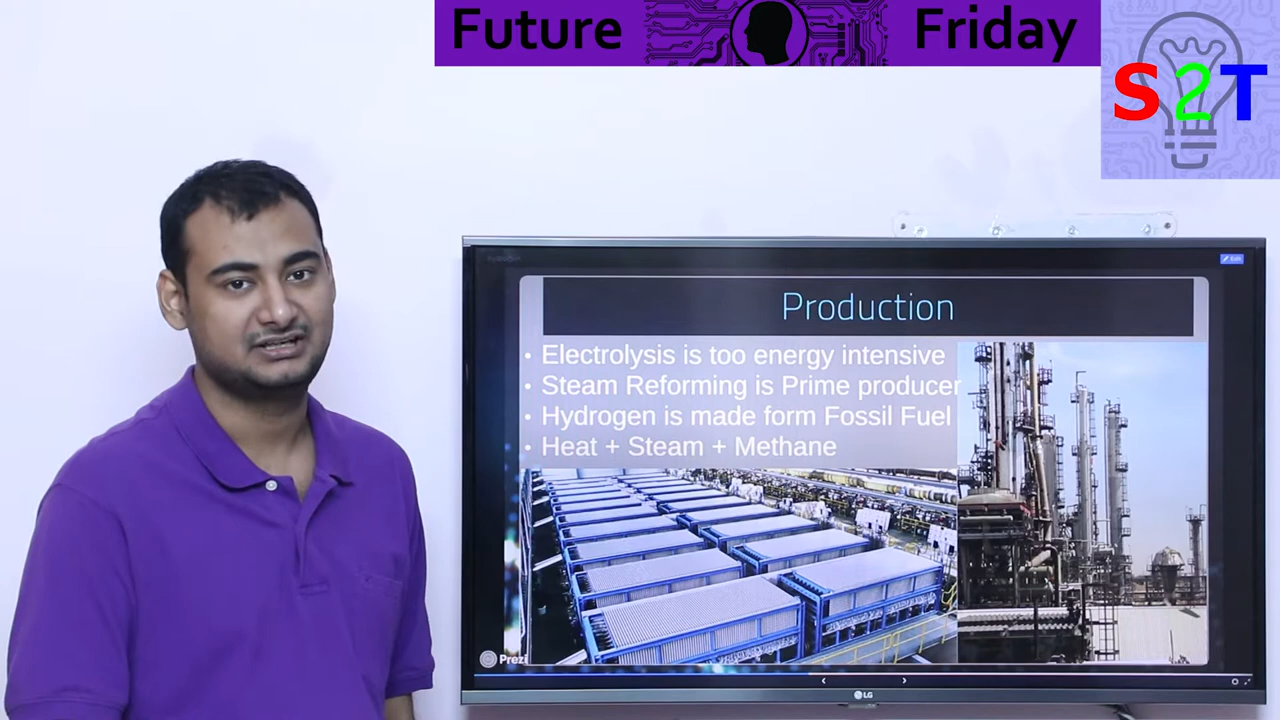 Future Friday
S2T
Edit
Production
• Electrolysis is too energy intensive
• Steam Reforming is Prime producer
• Hydrogen is made form Fossil Fuel
• Heat + Steam + Methane
Prezi
LG